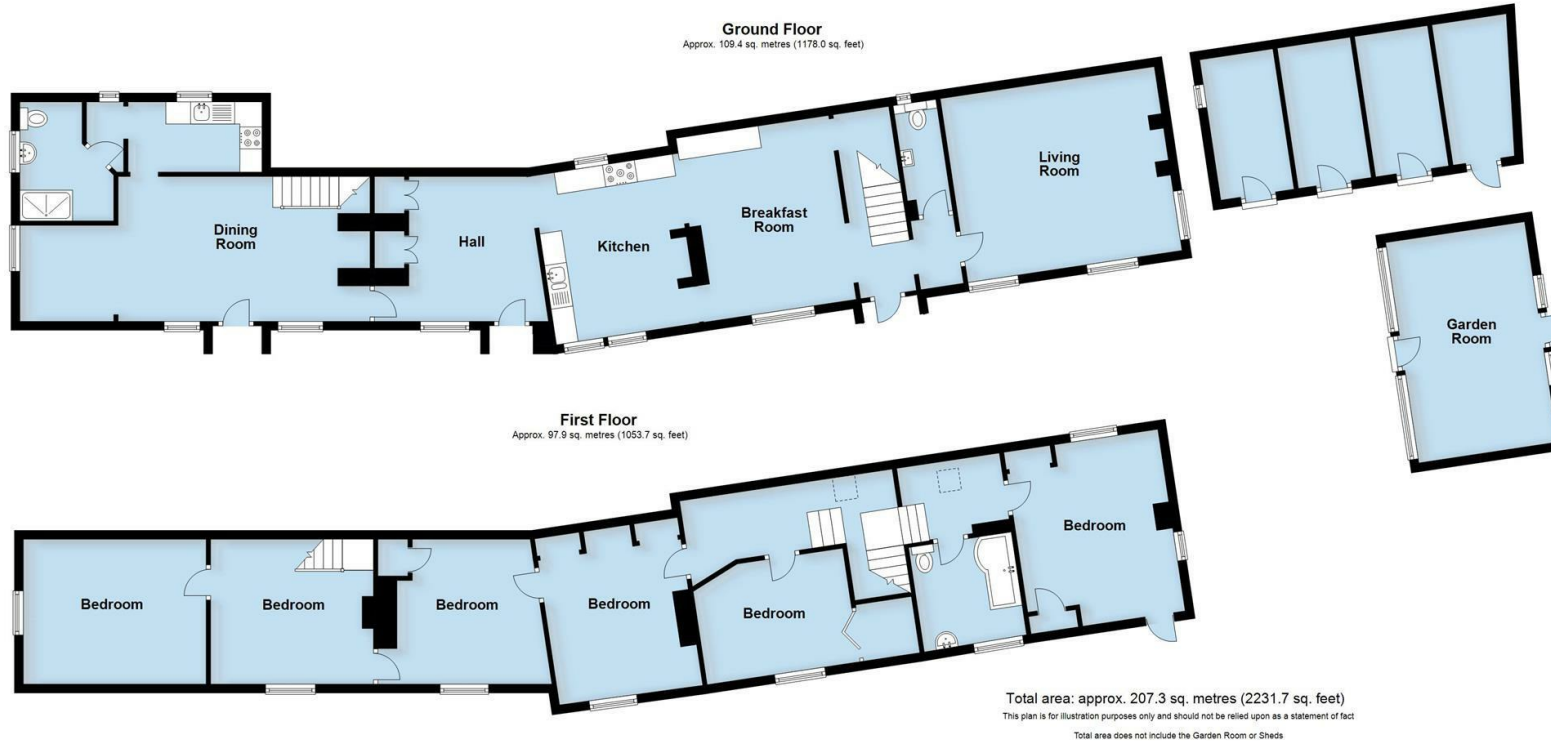 Ground Floor
Approx. 109.4 sq. metres (1178.0 sq. feet)
Living
Room
Dining
Room
Hall
Kitchen
Breakfast
Room
Garden
Room
First Floor
Approx. 97.9 sq. metres (1053.7 sq. feet)
Bedroom
Bedroom
Bedroom
Bedroom
Bedroom
Bedroom
Total area: approx. 207.3 sq. metres (2231.7 sq. feet)
This plan is for illustration purposes only and should not be relied upon as a statement of fact
Total area does not include the Garden Room or Sheds